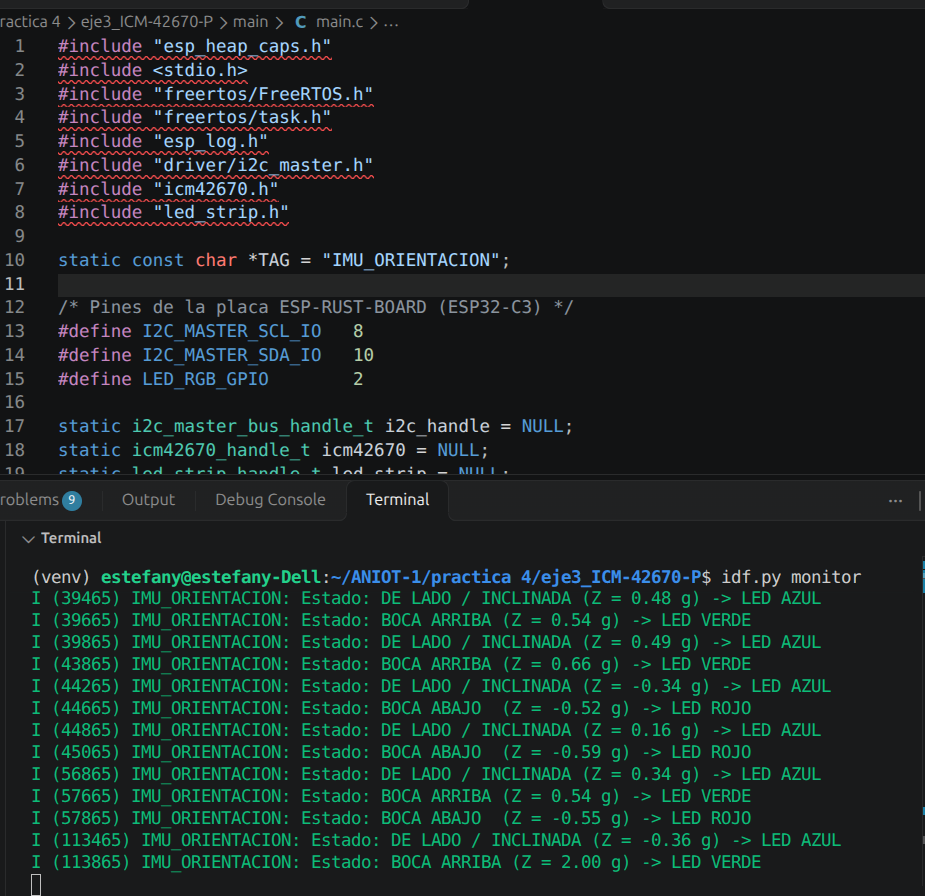 ractica 4 > eje3_ICM-42670-P > main > C main.c > ...
1 #include "esp_heap_caps.h"
2 #include <stdio.h>
3 #include "freertos/FreeRTOS.h"
4 #include "freertos/task.h"
5 #include "esp_log.h"
6 #include "driver/i2c_master.h"
7 #include "icm42670.h"
8 #include "led_strip.h"
9
10 static const char *TAG = "IMU_ORIENTACION";
11
12 /* Pines de la placa ESP-RUST-BOARD (ESP32-C3) */
13 #define I2C_MASTER_SCL_IO   8
14 #define I2C_MASTER_SDA_IO   10
15 #define LED_RGB_GPIO        2
16
17 static i2c_master_bus_handle_t i2c_handle = NULL;
18 static icm42670_handle_t icm42670 = NULL;
19 static led_strip_handle_t led_strip = NULL;
roblems 9 Output Debug Console Terminal ...
Terminal
(venv) estefany@estefany-Dell:~/ANIOT-1/practica 4/eje3_ICM-42670-P$ idf.py monitor
I (39465) IMU_ORIENTACION: Estado: DE LADO / INCLINADA (Z = 0.48 g) -> LED AZUL
I (39665) IMU_ORIENTACION: Estado: BOCA ARRIBA (Z = 0.54 g) -> LED VERDE
I (39865) IMU_ORIENTACION: Estado: DE LADO / INCLINADA (Z = 0.49 g) -> LED AZUL
I (43865) IMU_ORIENTACION: Estado: BOCA ARRIBA (Z = 0.66 g) -> LED VERDE
I (44265) IMU_ORIENTACION: Estado: DE LADO / INCLINADA (Z = -0.34 g) -> LED AZUL
I (44665) IMU_ORIENTACION: Estado: BOCA ABAJO  (Z = -0.52 g) -> LED ROJO
I (44865) IMU_ORIENTACION: Estado: DE LADO / INCLINADA (Z = 0.16 g) -> LED AZUL
I (45065) IMU_ORIENTACION: Estado: BOCA ABAJO  (Z = -0.59 g) -> LED ROJO
I (56865) IMU_ORIENTACION: Estado: DE LADO / INCLINADA (Z = 0.34 g) -> LED AZUL
I (57665) IMU_ORIENTACION: Estado: BOCA ARRIBA (Z = 0.54 g) -> LED VERDE
I (57865) IMU_ORIENTACION: Estado: BOCA ABAJO  (Z = -0.55 g) -> LED ROJO
I (113465) IMU_ORIENTACION: Estado: DE LADO / INCLINADA (Z = -0.36 g) -> LED AZUL
I (113865) IMU_ORIENTACION: Estado: BOCA ARRIBA (Z = 2.00 g) -> LED VERDE